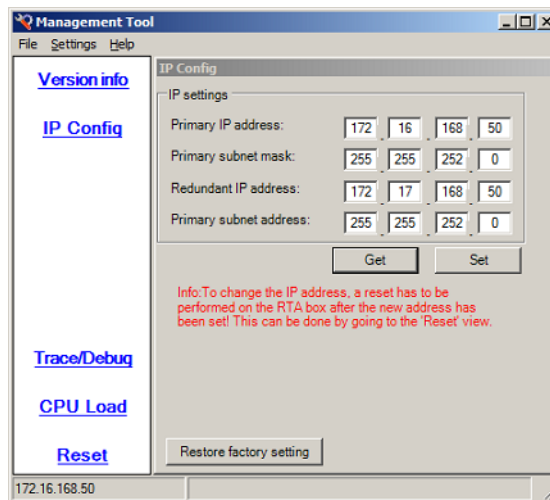 Management Tool
File Settings Help
Version info
IP Config
Trace/Debug
CPU Load
Reset
IP Config
IP settings
Primary IP address: 172 . 16 . 168 . 50
Primary subnet mask: 255 . 255 . 252 . 0
Redundant IP address: 172 . 17 . 168 . 50
Primary subnet address: 255 . 255 . 252 . 0
Get Set
Info:To change the IP address, a reset has to be
performed on the RTA box after the new address has
been set! This can be done by going to the 'Reset' view.
Restore factory setting
172.16.168.50